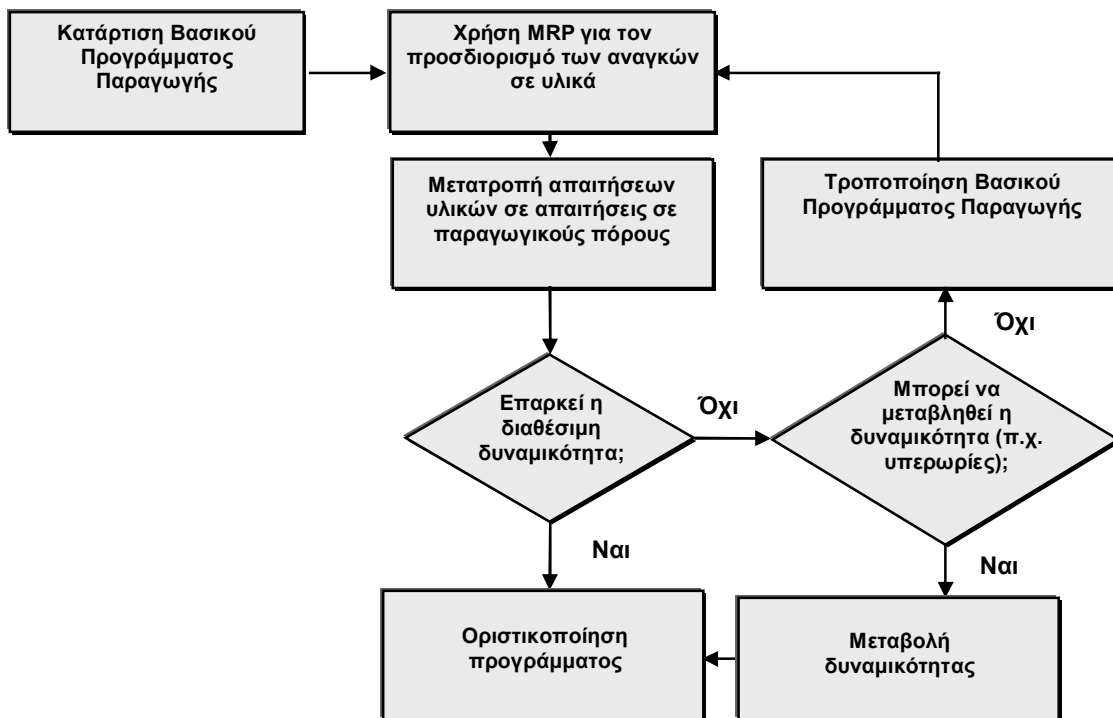 Κατάρτιση Βασικού
Προγράμματος
Παραγωγής
Χρήση MRP για τον
προσδιορισμό των αναγκών
σε υλικά
Μετατροπή απαιτήσεων
υλικών σε απαιτήσεις σε
παραγωγικούς πόρους
Τροποποίηση Βασικού
Προγράμματος Παραγωγής
Όχι
Επαρκεί η
διαθέσιμη
δυναμικότητα;
Όχι
Μπορεί να
μεταβληθεί η
δυναμικότητα (π.χ.
υπερωρίες);
Ναι
Ναι
Οριστικοποίηση
προγράμματος
Μεταβολή
δυναμικότητας